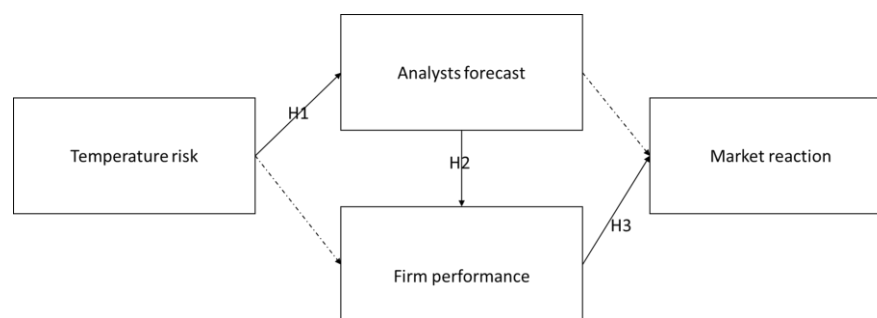 Analysts forecast
H1
Temperature risk
H2
Market reaction
H3
Firm performance